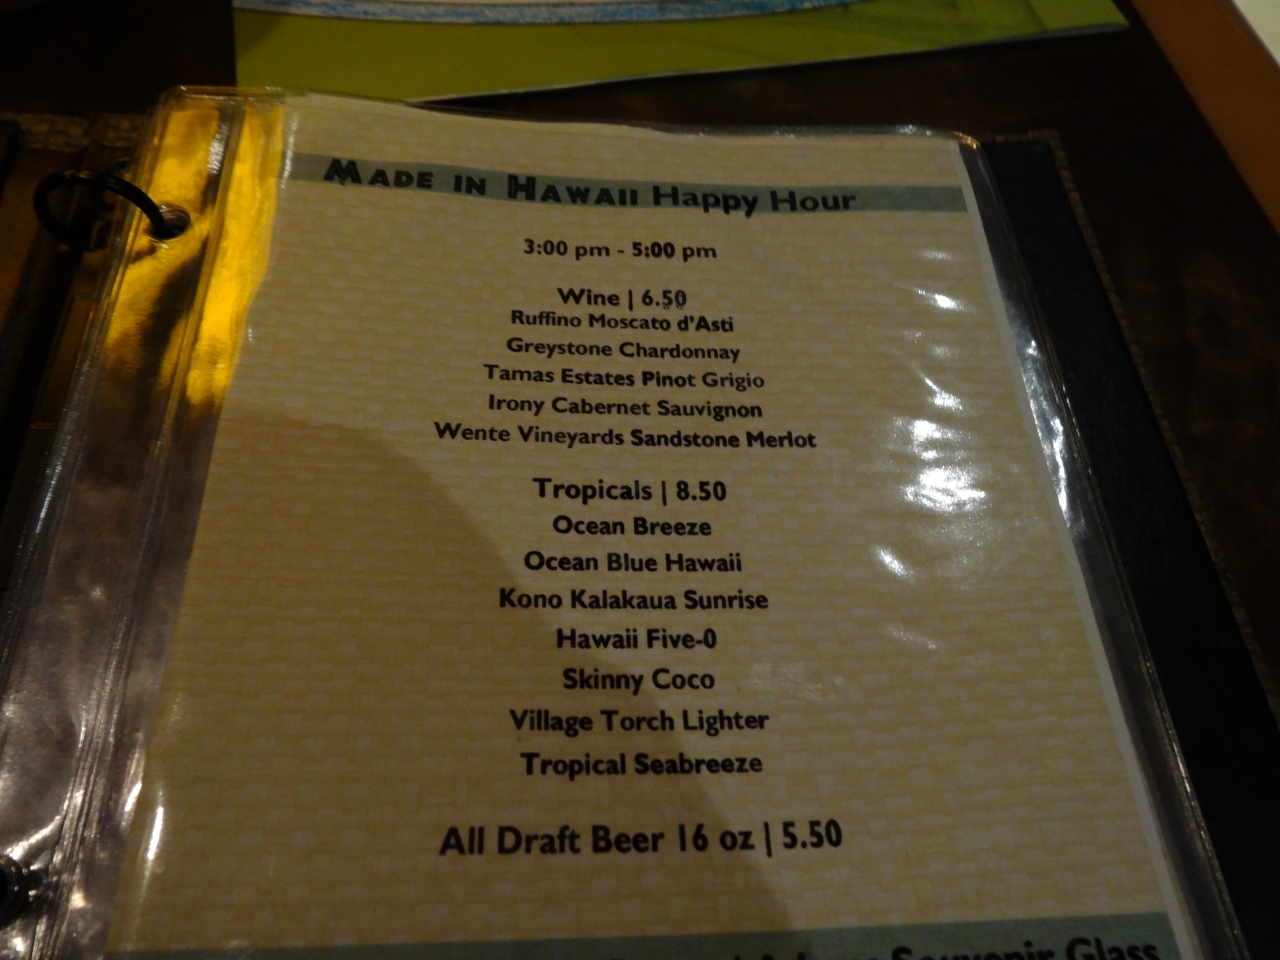 MADE IN HAWAII Happy Hour
3:00 pm - 5:00 pm
Wine | 6.50
Ruffino Moscato d'Asti
Greystone Chardonnay
Tamas Estates Pinot Grigio
Irony Cabernet Sauvignon
Wente Vineyards Sandstone Merlot
Tropicals | 8.50
Ocean Breeze
Ocean Blue Hawaii
Kono Kalakaua Sunrise
Hawaii Five-0
Skinny Coco
Village Torch Lighter
Tropical Seabreeze
All Draft Beer 16 oz | 5.50
Souvenir Glass